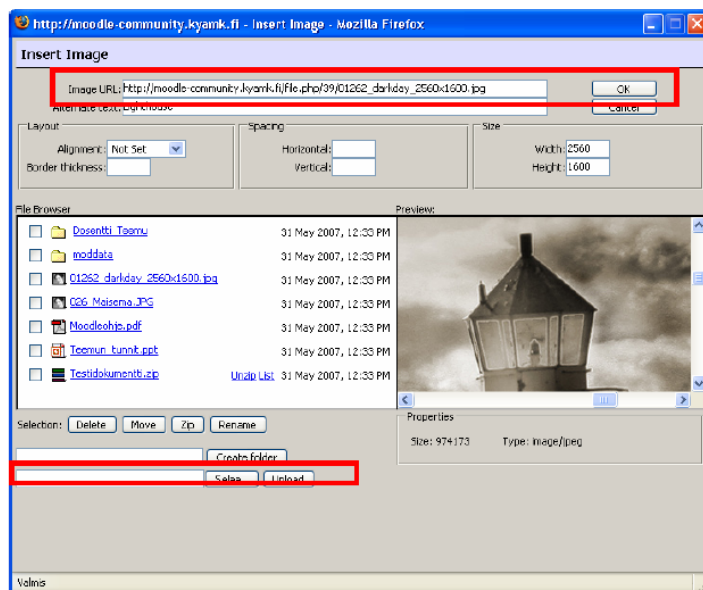 http://moodle-community.kyamk.fi - Insert Image - Mozilla Firefox
Insert Image
Image URL: http://moodle-community.kyamk.fi/file.php/39/01262_darkday_2560x1600.jpg OK
Alternate text: Lighthouse Cancel
Layout Spacing Size
Alignment: Not Set Horizontal: Width: 2560
Border thickness: Vertical: Height: 1600
File Browser Preview:
Dosentti_Teemu 31 May 2007, 12:33 PM
moddata 31 May 2007, 12:33 PM
01262_darkday_2560x1600.jpg 31 May 2007, 12:33 PM
026_Maisema.JPG 31 May 2007, 12:33 PM
Moodleohje.pdf 31 May 2007, 12:33 PM
Teemun_tunnit.ppt 31 May 2007, 12:33 PM
Testidokumentti.zip Unzip List 31 May 2007, 12:33 PM
Selection: Delete Move Zip Rename
Properties
Size: 974173 Type: image/jpeg
Create folder
Selaa... Upload
Valmis